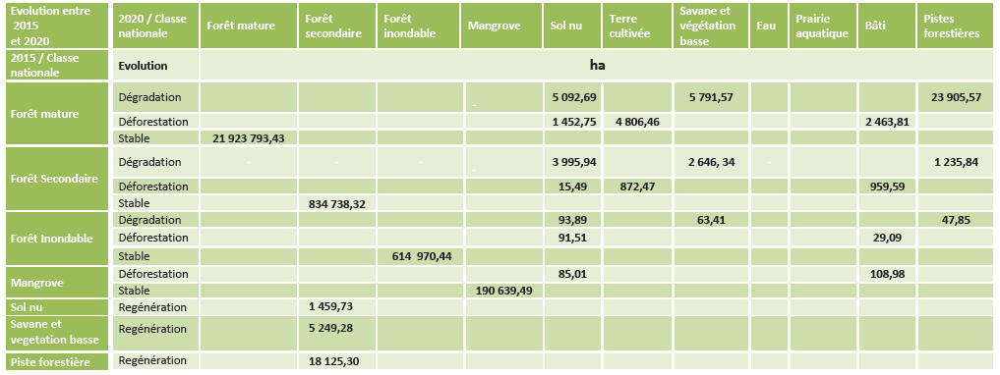 Evolution entre 2015 et 2020 | 2020 / Classe nationale | Forêt mature | Forêt secondaire | Forêt inondable | Mangrove | Sol nu | Terre cultivée | Savane et végétation basse | Eau | Prairie aquatique | Bâti | Pistes forestières
2015 / Classe nationale | Evolution | ha
Forêt mature | Dégradation | - | 5 092,69 | 5 791,57 | 23 905,57
Déforestation | 1 452,75 | 4 806,46 | 2 463,81
Stable | 21 923 793,43
Forêt Secondaire | Dégradation | - | - | - | - | 3 995,94 | 2 646, 34 | - | 1 235,84
Déforestation | 15,49 | 872,47 | 959,59
Stable | 834 738,32
Forêt Inondable | Dégradation | 93,89 | 63,41 | 47,85
Déforestation | 91,51 | 29,09
Stable | 614 970,44
Mangrove | Déforestation | 85,01 | 108,98
Stable | 190 639,49
Sol nu | Regénération | 1 459,73
Savane et vegetation basse | Regénération | 5 249,28
Piste forestière | Regénération | 18 125,30